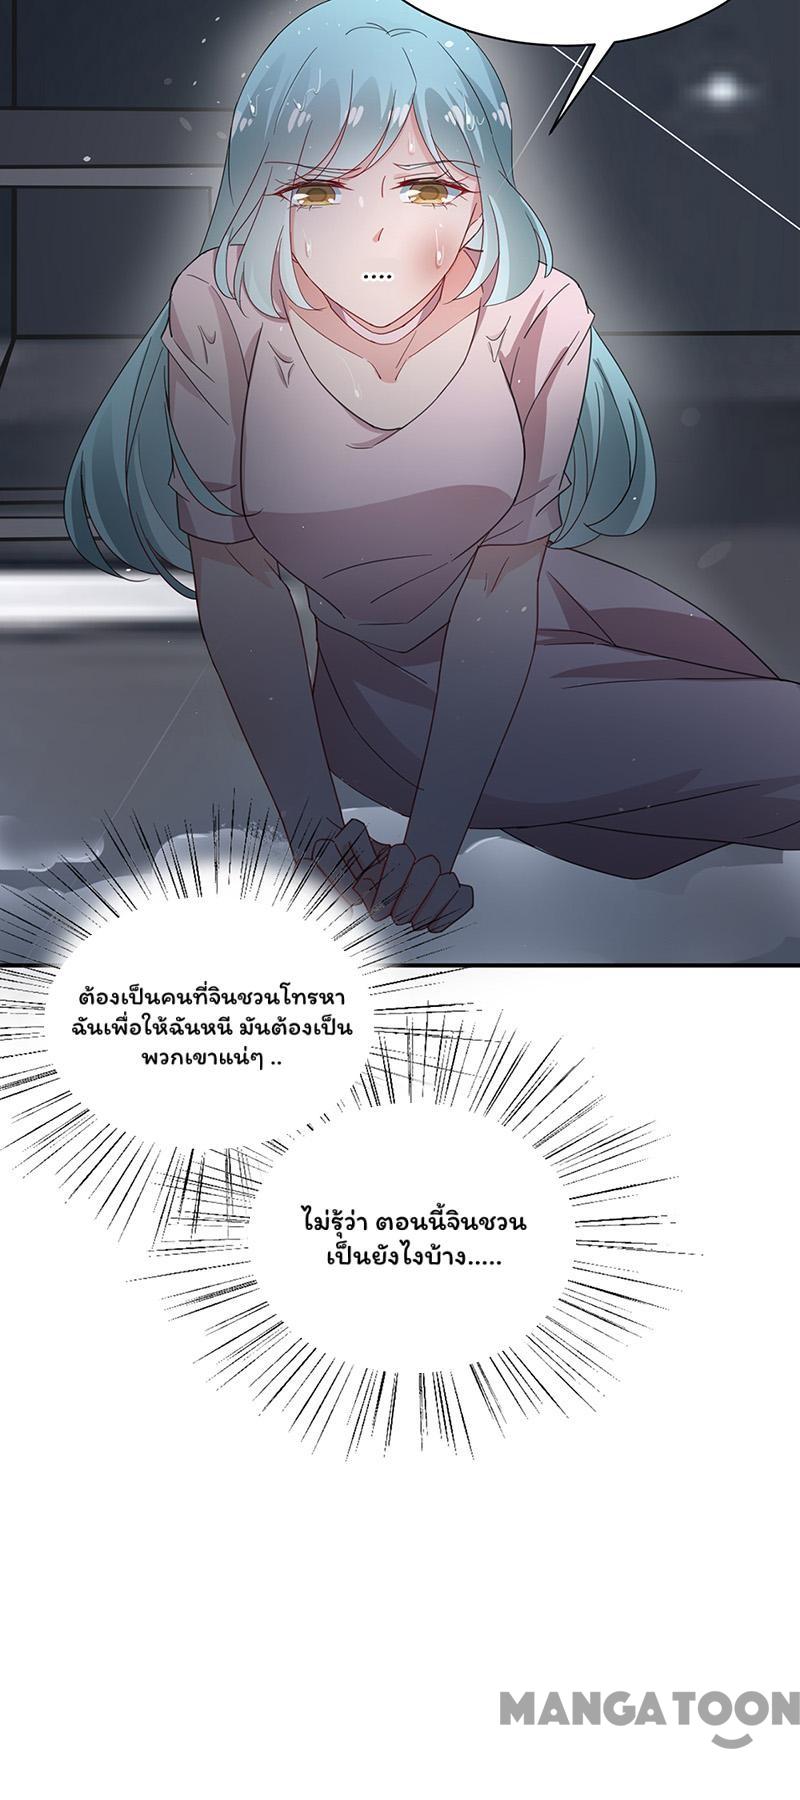 ....
ต้องเป็นคนที่จินชวนโทรหา
ฉันเพื่อให้ฉันหนี มันต้องเป็น
พวกเขาแน่ๆ ..
ไม่รู้ว่า ตอนนี้จินชวน
เป็นยังไงบ้าง.....
MANGATOON